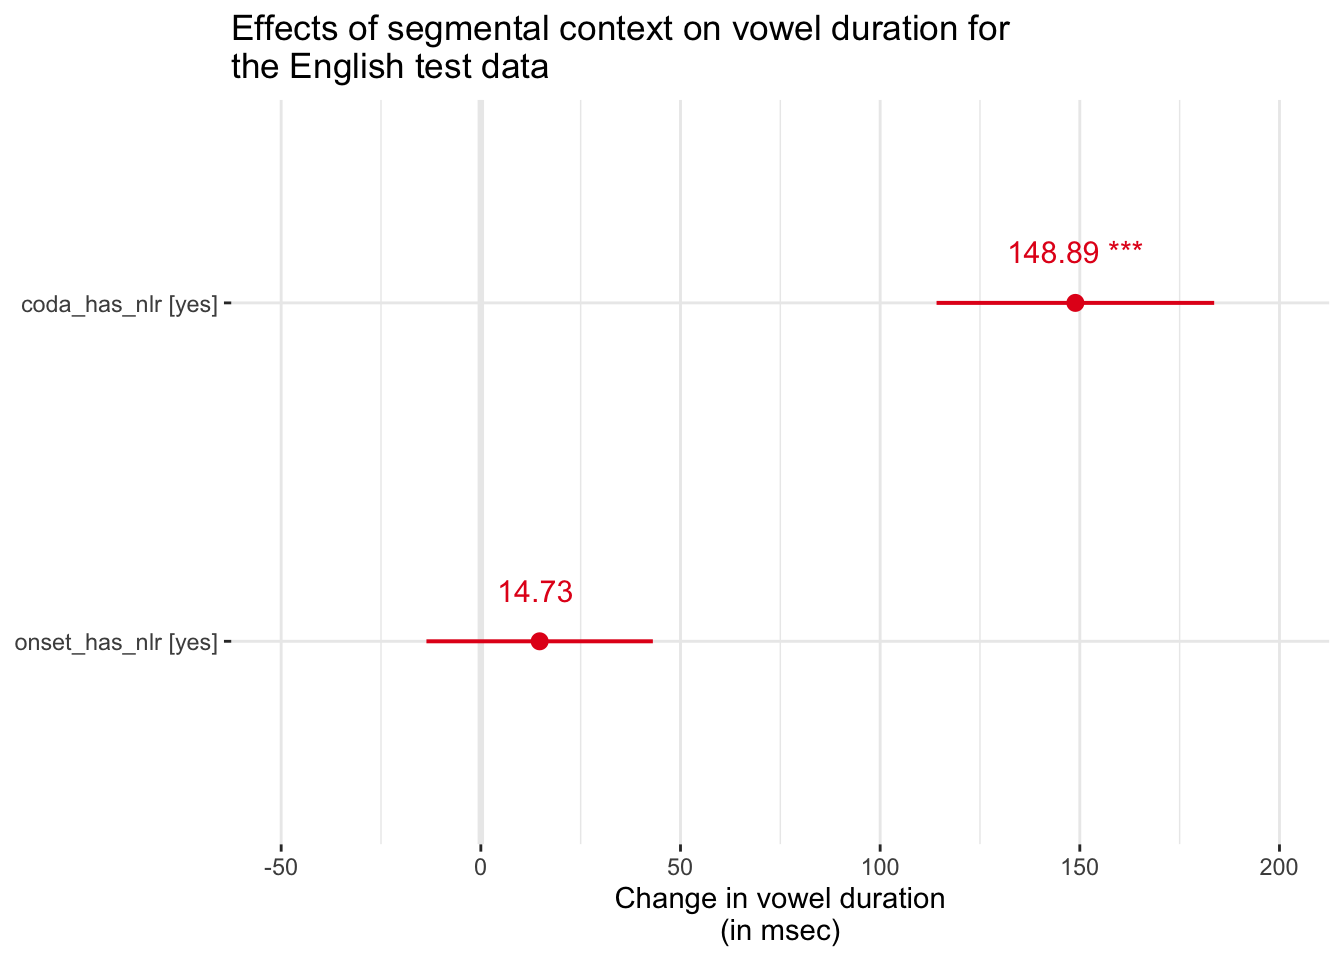 Effects of segmental context on vowel duration for
the English test data
148.89 ***
coda_has_nlr [yes]
14.73
onset_has_nlr [yes]
-50 0 50 100 150 200
Change in vowel duration
(in msec)